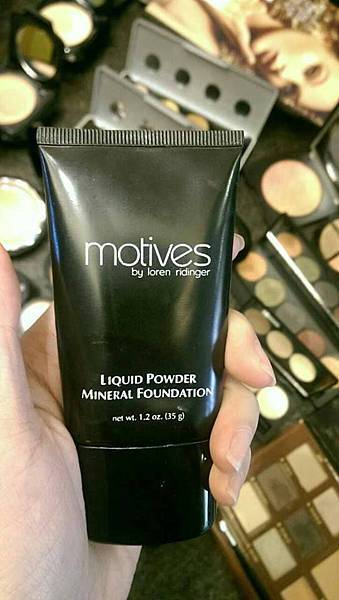 motives
by loren ridinger
LIQUID POWDER
MINERAL FOUNDATION
net wt. 1.2 oz. (35 g)